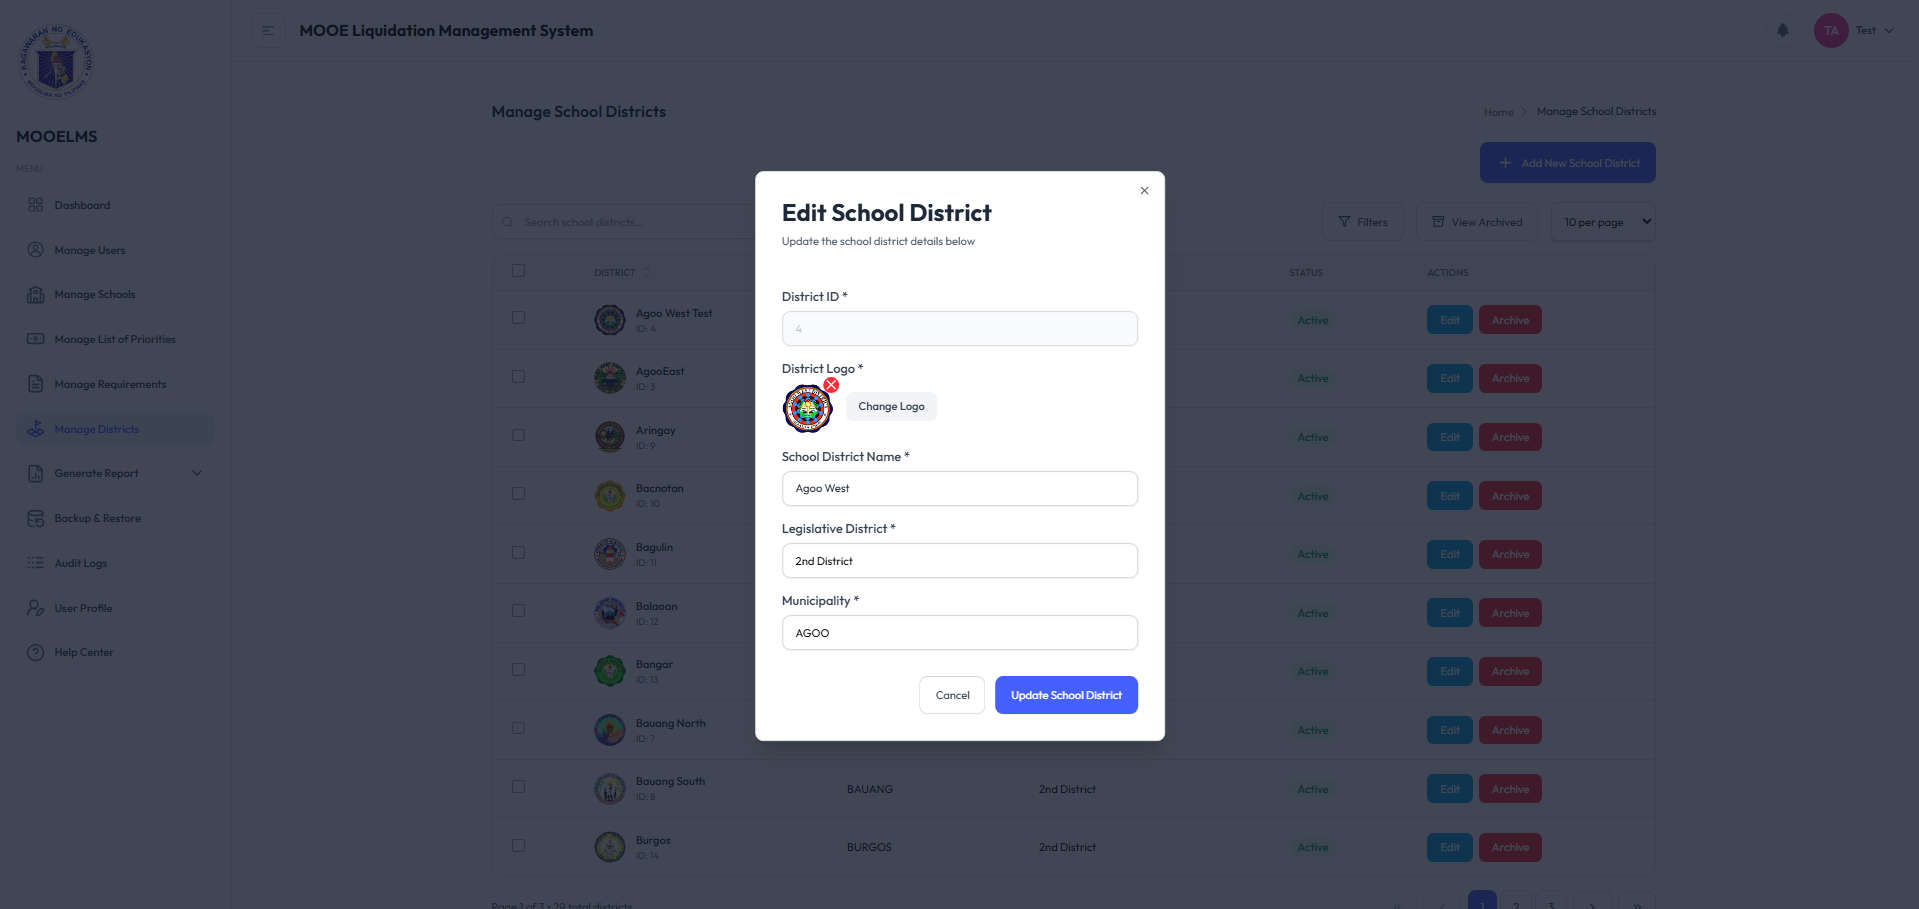 KAGAWARAN NG EDUKASYON
MOOE Liquidation Management System
TA
Test
MOOELMS
MENU
Dashboard
Manage Users
Manage Schools
Manage List of Priorities
Manage Requirements
Manage Districts
Generate Report
Backup & Restore
Audit Logs
User Profile
Help Center
Manage School Districts
Home
Manage School Districts
Add New School District
Search school districts...
Filters
View Archived
10 per page
DISTRICT
STATUS
ACTIONS
Agoo West Test
ID: 4
Active
Edit
Archive
AgooEast
ID: 3
Active
Edit
Archive
Aringay
ID: 9
Active
Edit
Archive
Bacnotan
ID: 10
Active
Edit
Archive
Bagulin
ID: 11
Active
Edit
Archive
Balaoan
ID: 12
Active
Edit
Archive
Bangar
ID: 13
Active
Edit
Archive
Bauang North
ID: 7
Active
Edit
Archive
Bauang South
ID: 8
BAUANG
2nd District
Active
Edit
Archive
Burgos
ID: 14
BURGOS
2nd District
Active
Edit
Archive
Page 1 of 3 • 29 total districts
1
2
3
Edit School District
Update the school district details below
District ID *
4
District Logo *
Change Logo
School District Name *
Agoo West
Legislative District *
2nd District
Municipality *
AGOO
Cancel
Update School District